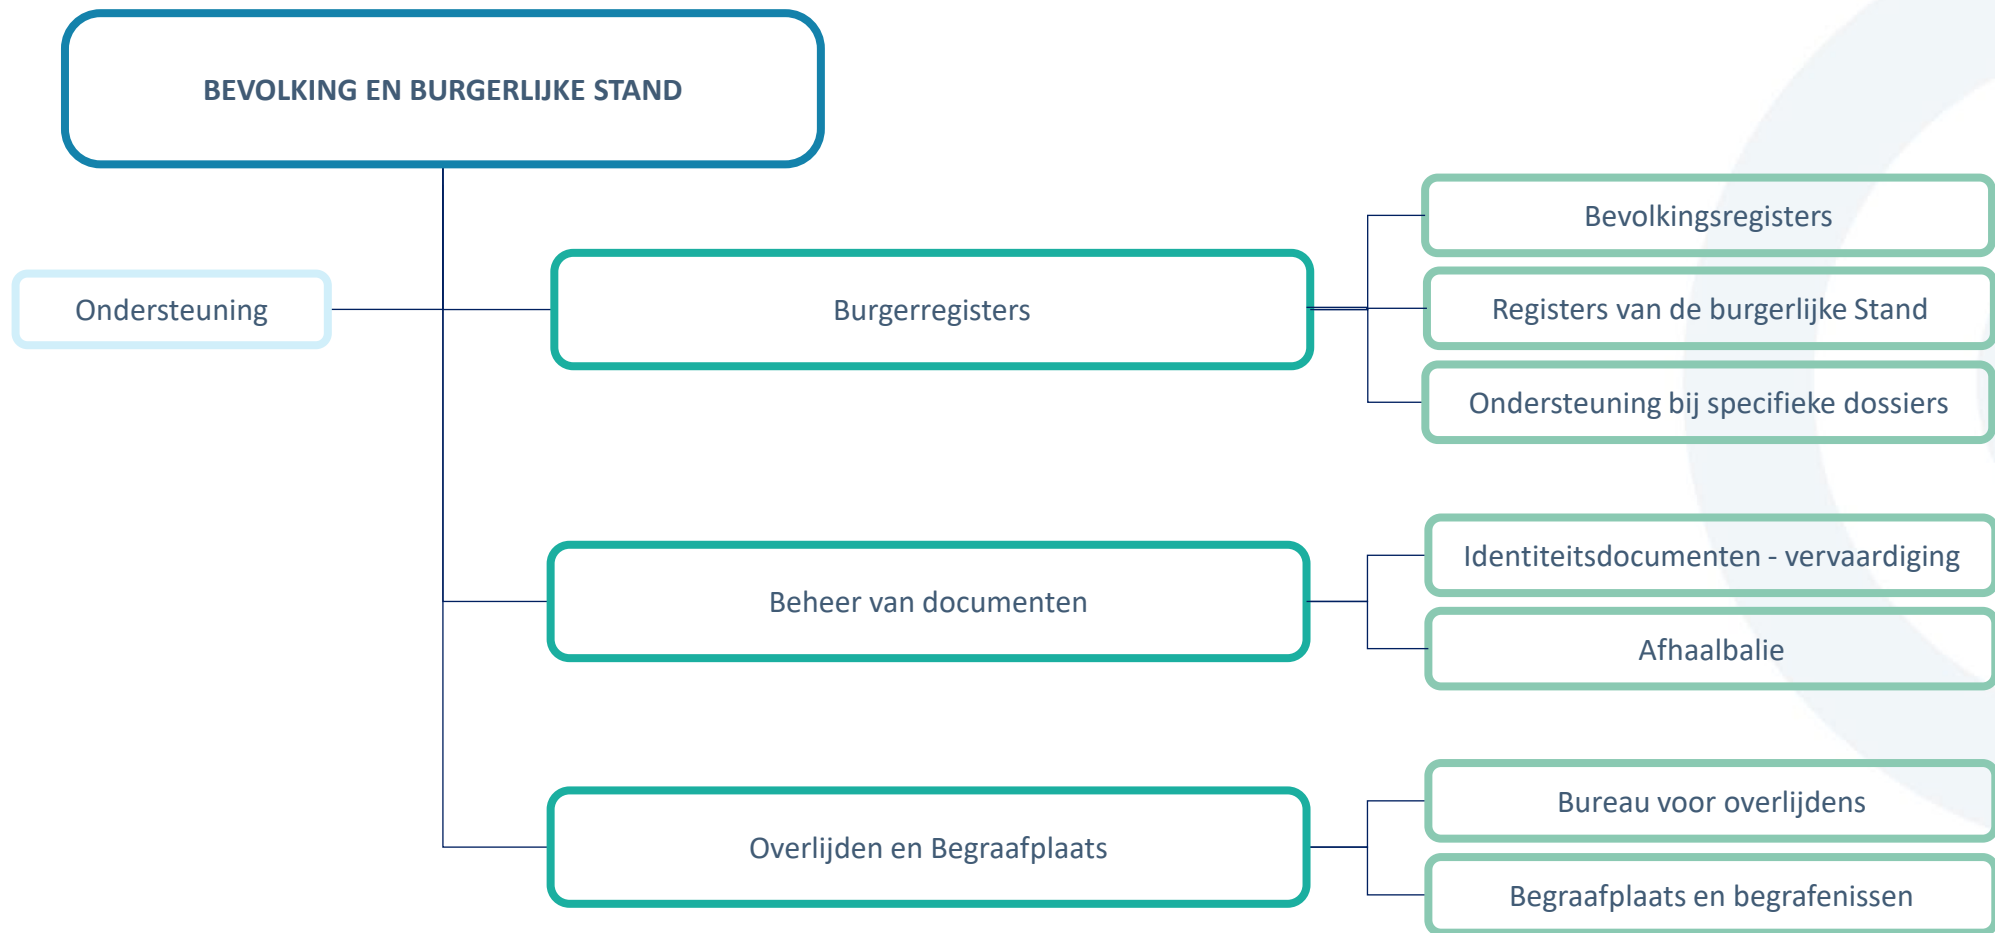 BEVOLKING EN BURGERLIJKE STAND
Ondersteuning
Burgerregisters
Bevolkingsregisters
Registers van de burgerlijke Stand
Ondersteuning bij specifieke dossiers
Beheer van documenten
Identiteitsdocumenten - vervaardiging
Afhaalbalie
Overlijden en Begraafplaats
Bureau voor overlijdens
Begraafplaats en begrafenissen